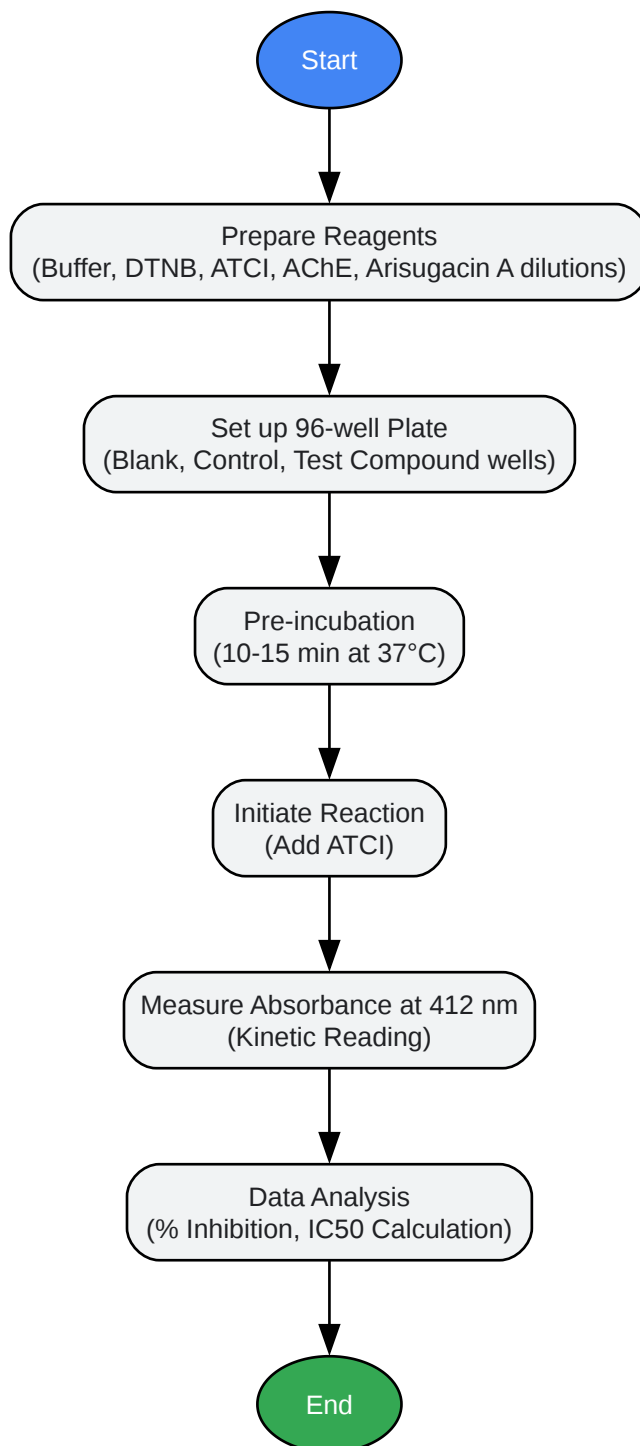 Start
Prepare Reagents
(Buffer, DTNB, ATCI, AChE, Arisugacin A dilutions)
Set up 96-well Plate
(Blank, Control, Test Compound wells)
Pre-incubation
(10-15 min at 37°C)
Initiate Reaction
(Add ATCI)
Measure Absorbance at 412 nm
(Kinetic Reading)
Data Analysis
(% Inhibition, IC50 Calculation)
End